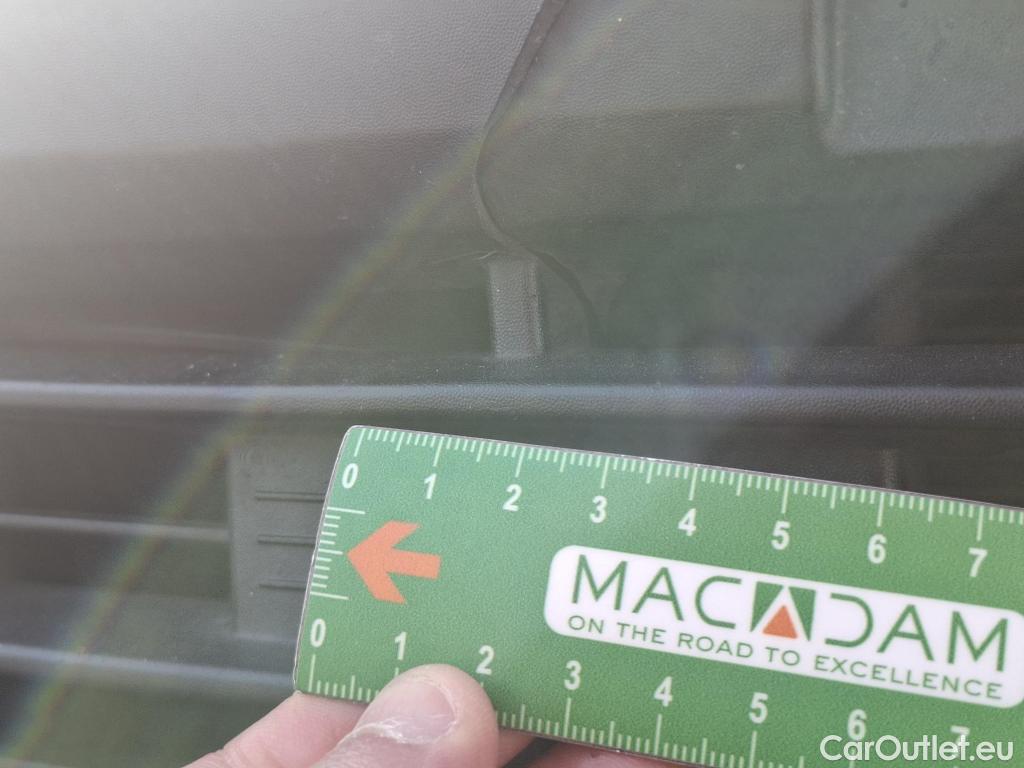 0 1 2 3 4 5 6 7
MACADAM
ON THE ROAD TO EXCELLENCE
0 1 2 3 4 5 6 7
CarOutlet.eu